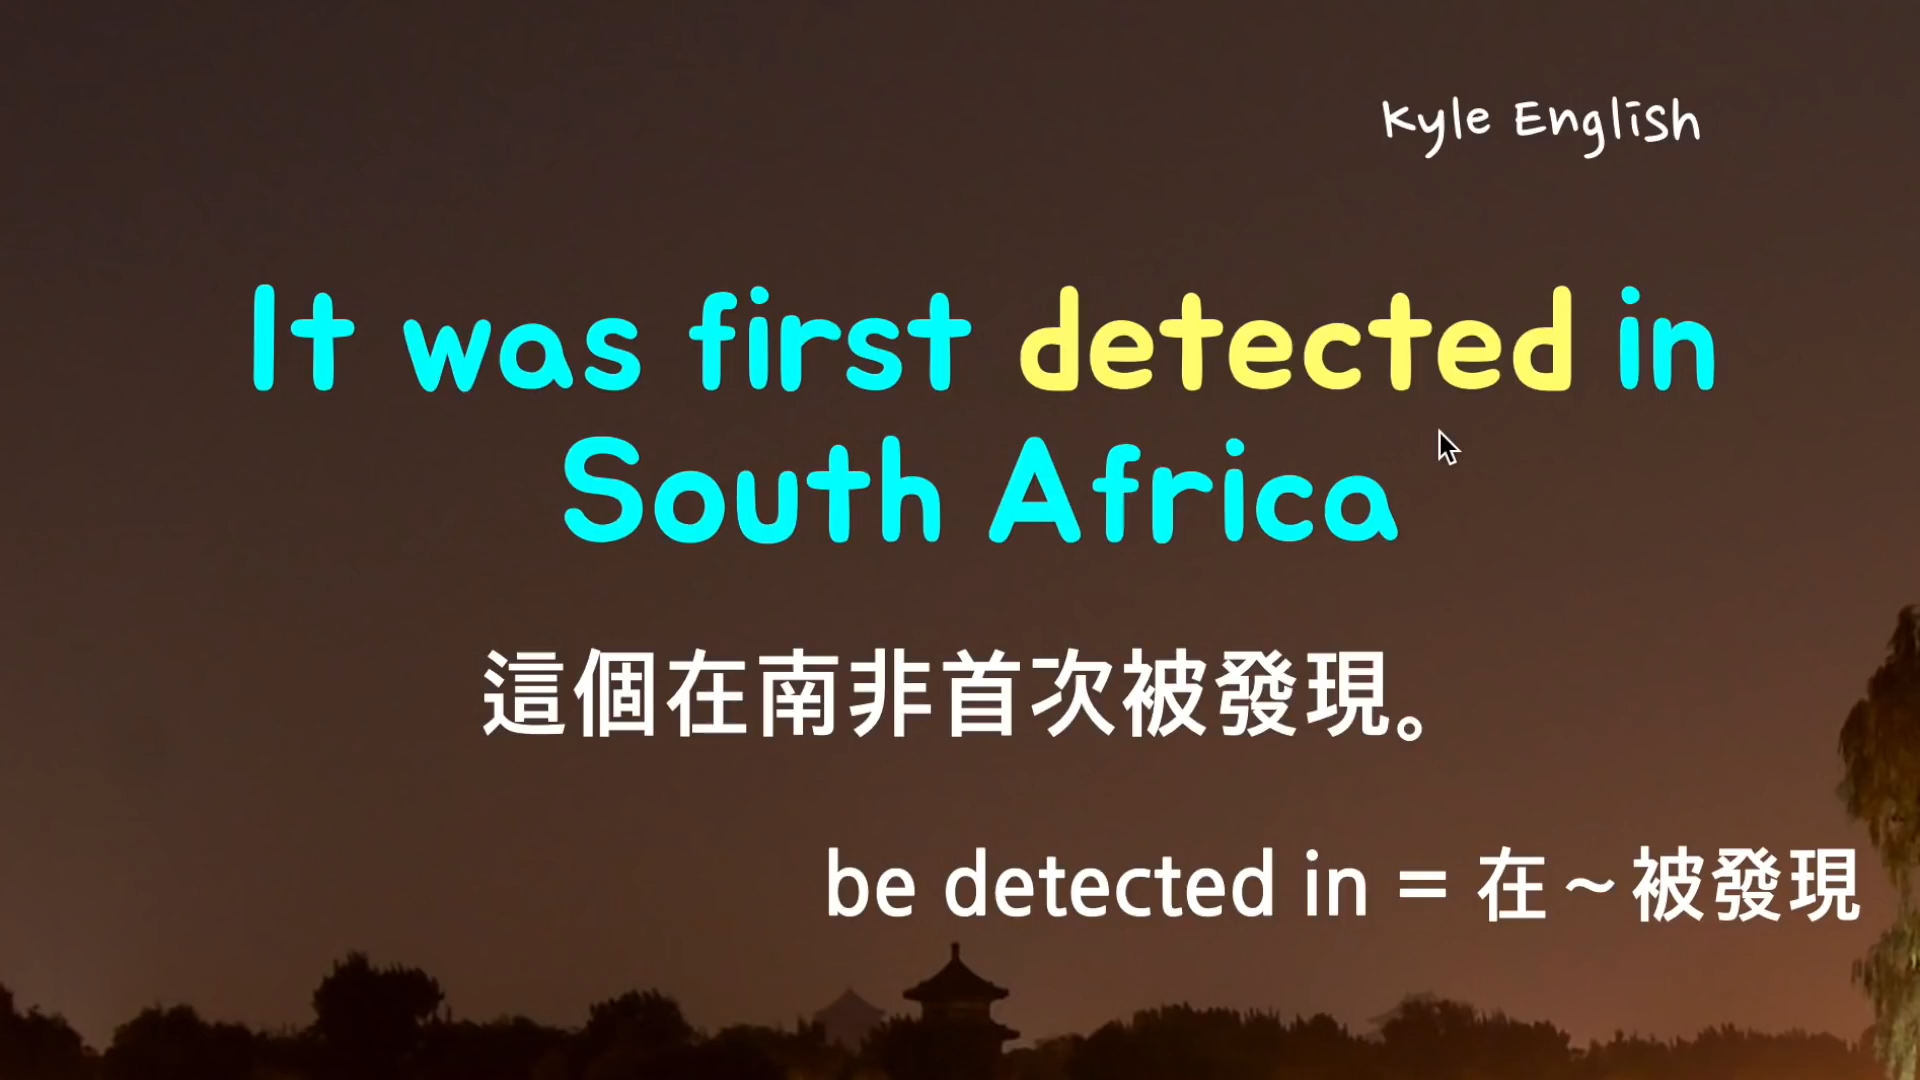 Kyle English
It was first detected in
South Africa
這個在南非首次被發現。
be detected in = 在~被發現